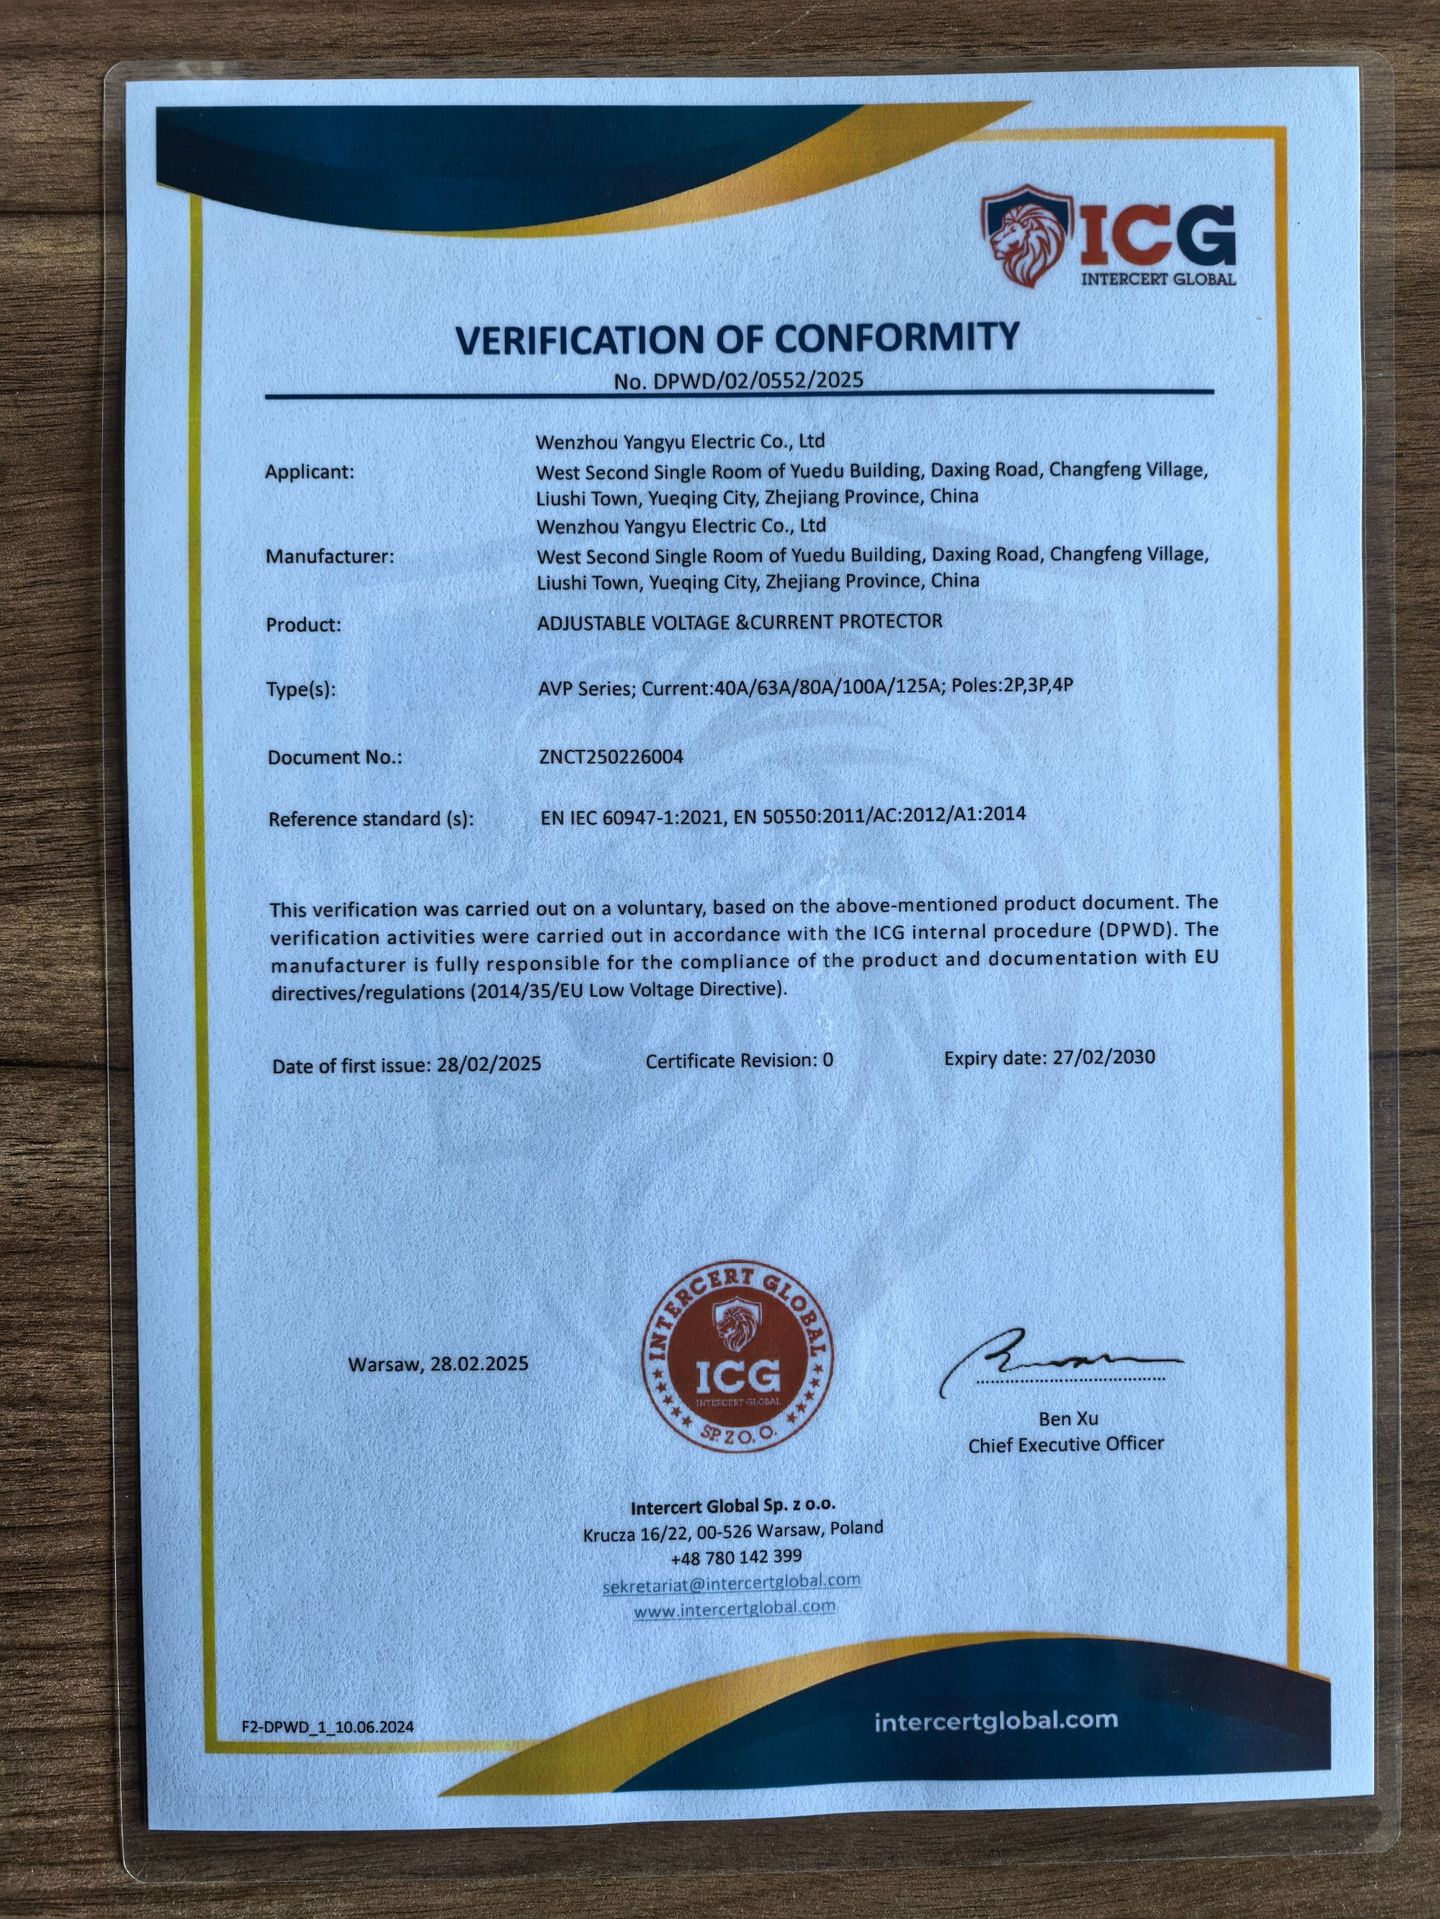 ICG
INTERCERT GLOBAL
VERIFICATION OF CONFORMITY
No. DPWD/02/0552/2025
Applicant:
Wenzhou Yangyu Electric Co., Ltd
West Second Single Room of Yuedu Building, Daxing Road, Changfeng Village,
Liushi Town, Yueqing City, Zhejiang Province, China
Manufacturer:
Wenzhou Yangyu Electric Co., Ltd
West Second Single Room of Yuedu Building, Daxing Road, Changfeng Village,
Liushi Town, Yueqing City, Zhejiang Province, China
Product: ADJUSTABLE VOLTAGE &CURRENT PROTECTOR
Type(s): AVP Series; Current:40A/63A/80A/100A/125A; Poles:2P,3P,4P
Document No.: ZNCT250226004
Reference standard (s): EN IEC 60947-1:2021, EN 50550:2011/AC:2012/A1:2014
This verification was carried out on a voluntary, based on the above-mentioned product document. The
verification activities were carried out in accordance with the ICG internal procedure (DPWD). The
manufacturer is fully responsible for the compliance of the product and documentation with EU
directives/regulations (2014/35/EU Low Voltage Directive).
Date of first issue: 28/02/2025 Certificate Revision: 0 Expiry date: 27/02/2030
Warsaw, 28.02.2025
INTERCERT GLOBAL
ICG
INTERCERT GLOBAL
SP. Z O. O.
Ben Xu
Chief Executive Officer
Intercert Global Sp. z o.o.
Krucza 16/22, 00-526 Warsaw, Poland
+48 780 142 399
sekretariat@intercertglobal.com
www.intercertglobal.com
F2-DPWD_1_10.06.2024
intercertglobal.com